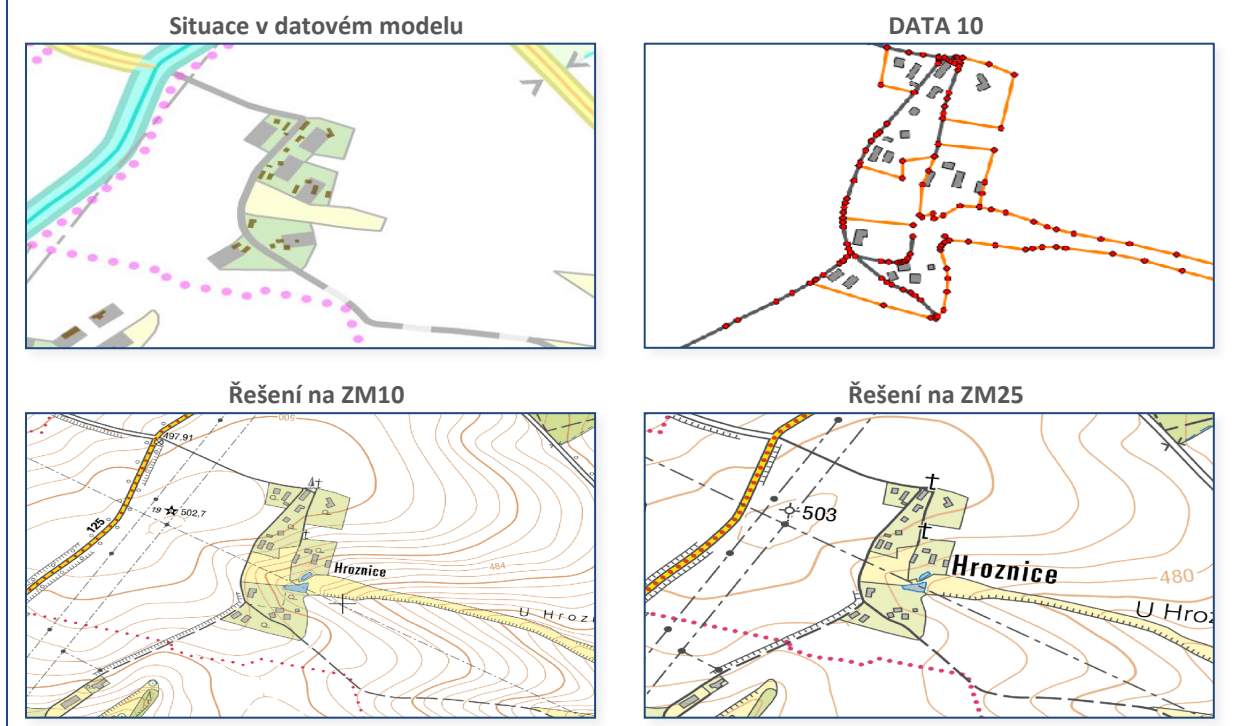 Situace v datovém modelu
DATA 10
Řešení na ZM10
Řešení na ZM25
500
497.91
19 502,7
125
484
Hroznice
U Hroz
503
Hroznice
480
U Hroz